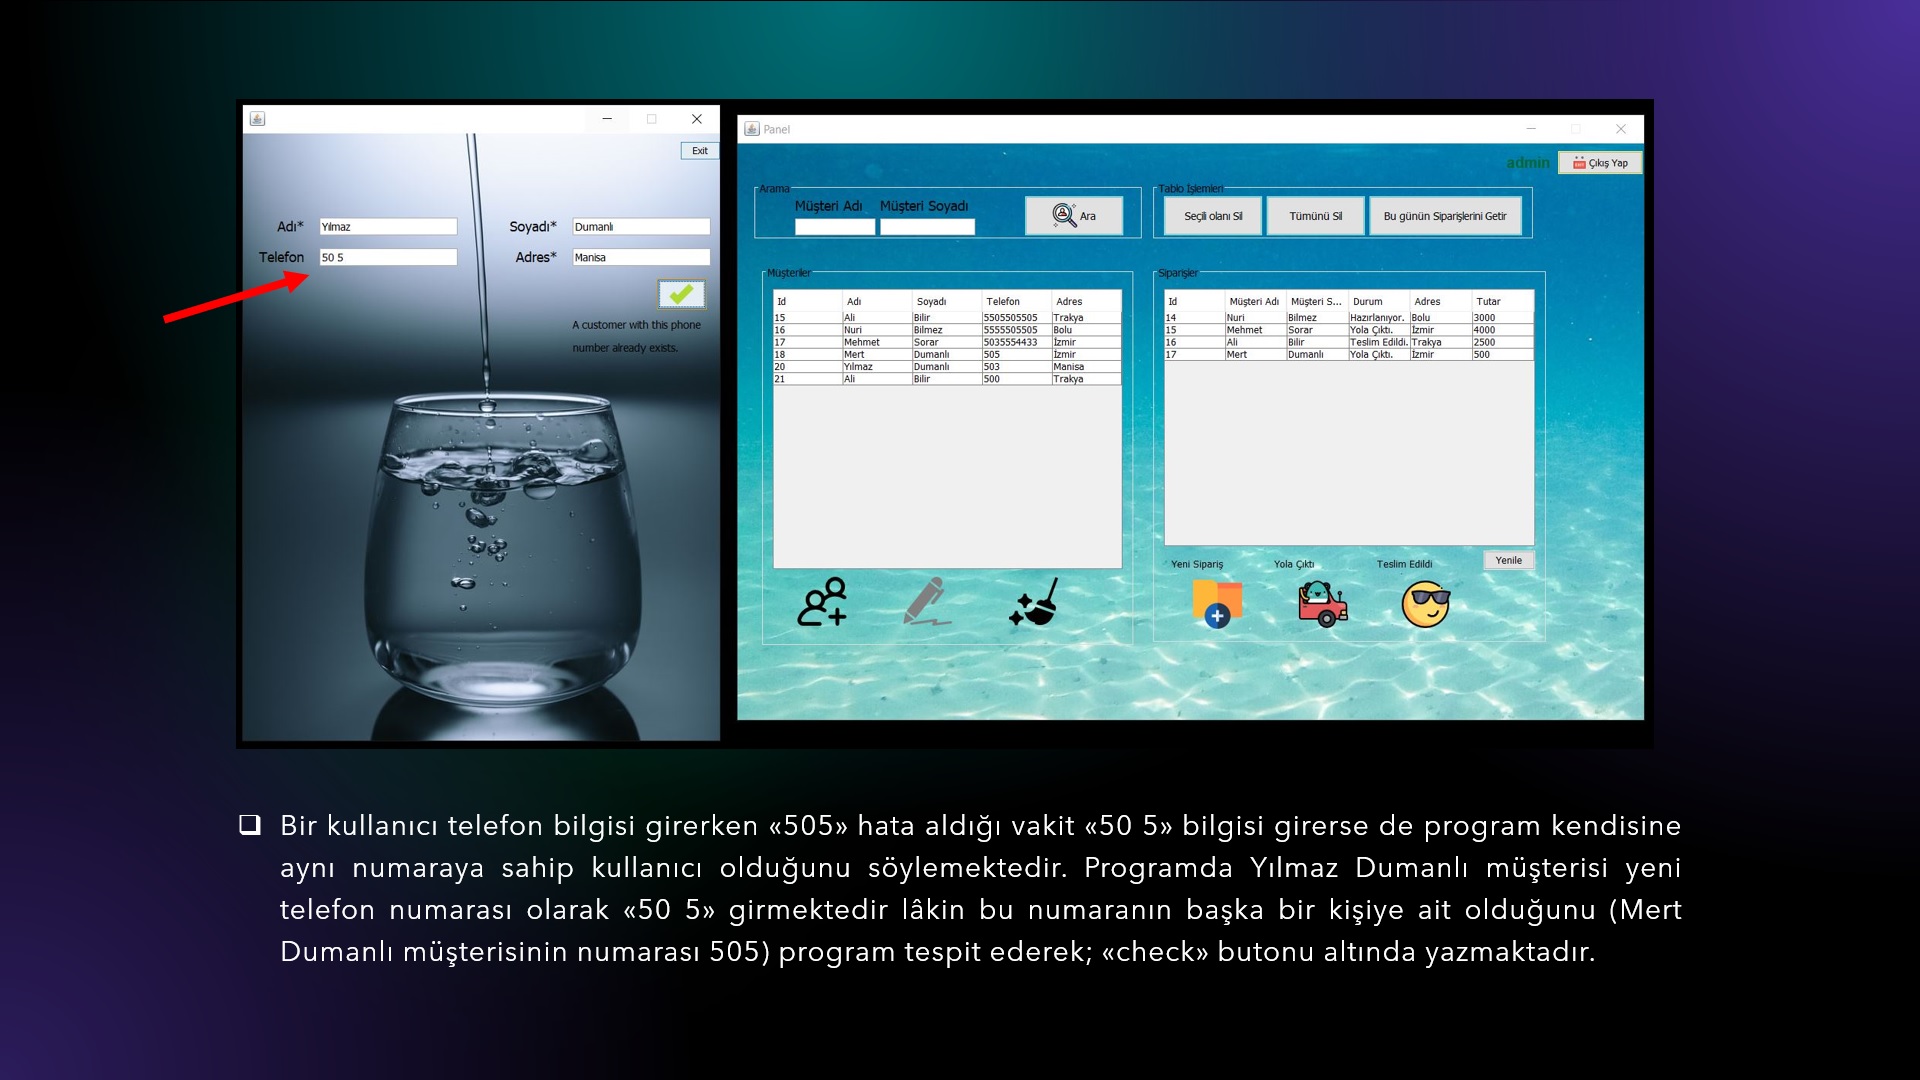 Exit
Adı* Yılmaz Soyadı* Dumanlı
Telefon 50 5 Adres* Manisa
A customer with this phone
number already exists.
Panel
admin Çıkış Yap
Arama
Müşteri Adı Müşteri Soyadı
Ara
Tablo İşlemleri
Seçili olanı Sil Tümünü Sil Bu günün Siparişlerini Getir
Müşteriler
Id Adı Soyadı Telefon Adres
15 Ali Bilir 5505505505 Trakya
16 Nuri Bilmez 5555505505 Bolu
17 Mehmet Sorar 5035554433 İzmir
18 Mert Dumanlı 505 İzmir
20 Yılmaz Dumanlı 503 Manisa
21 Ali Bilir 500 Trakya
Siparişler
Id Müşteri Adı Müşteri S... Durum Adres Tutar
14 Nuri Bilmez Hazırlanıyor. Bolu 3000
15 Mehmet Sorar Yola Çıktı. İzmir 4000
16 Ali Bilir Teslim Edildi. Trakya 2500
17 Mert Dumanlı Yola Çıktı. İzmir 500
Yeni Sipariş Yola Çıktı Teslim Edildi Yenile
Bir kullanıcı telefon bilgisi girerken «505» hata aldığı vakit «50 5» bilgisi girerse de program kendisine
aynı numaraya sahip kullanıcı olduğunu söylemektedir. Programda Yılmaz Dumanlı müşterisi yeni
telefon numarası olarak «50 5» girmektedir lâkin bu numaranın başka bir kişiye ait olduğunu (Mert
Dumanlı müşterisinin numarası 505) program tespit ederek; «check» butonu altında yazmaktadır.